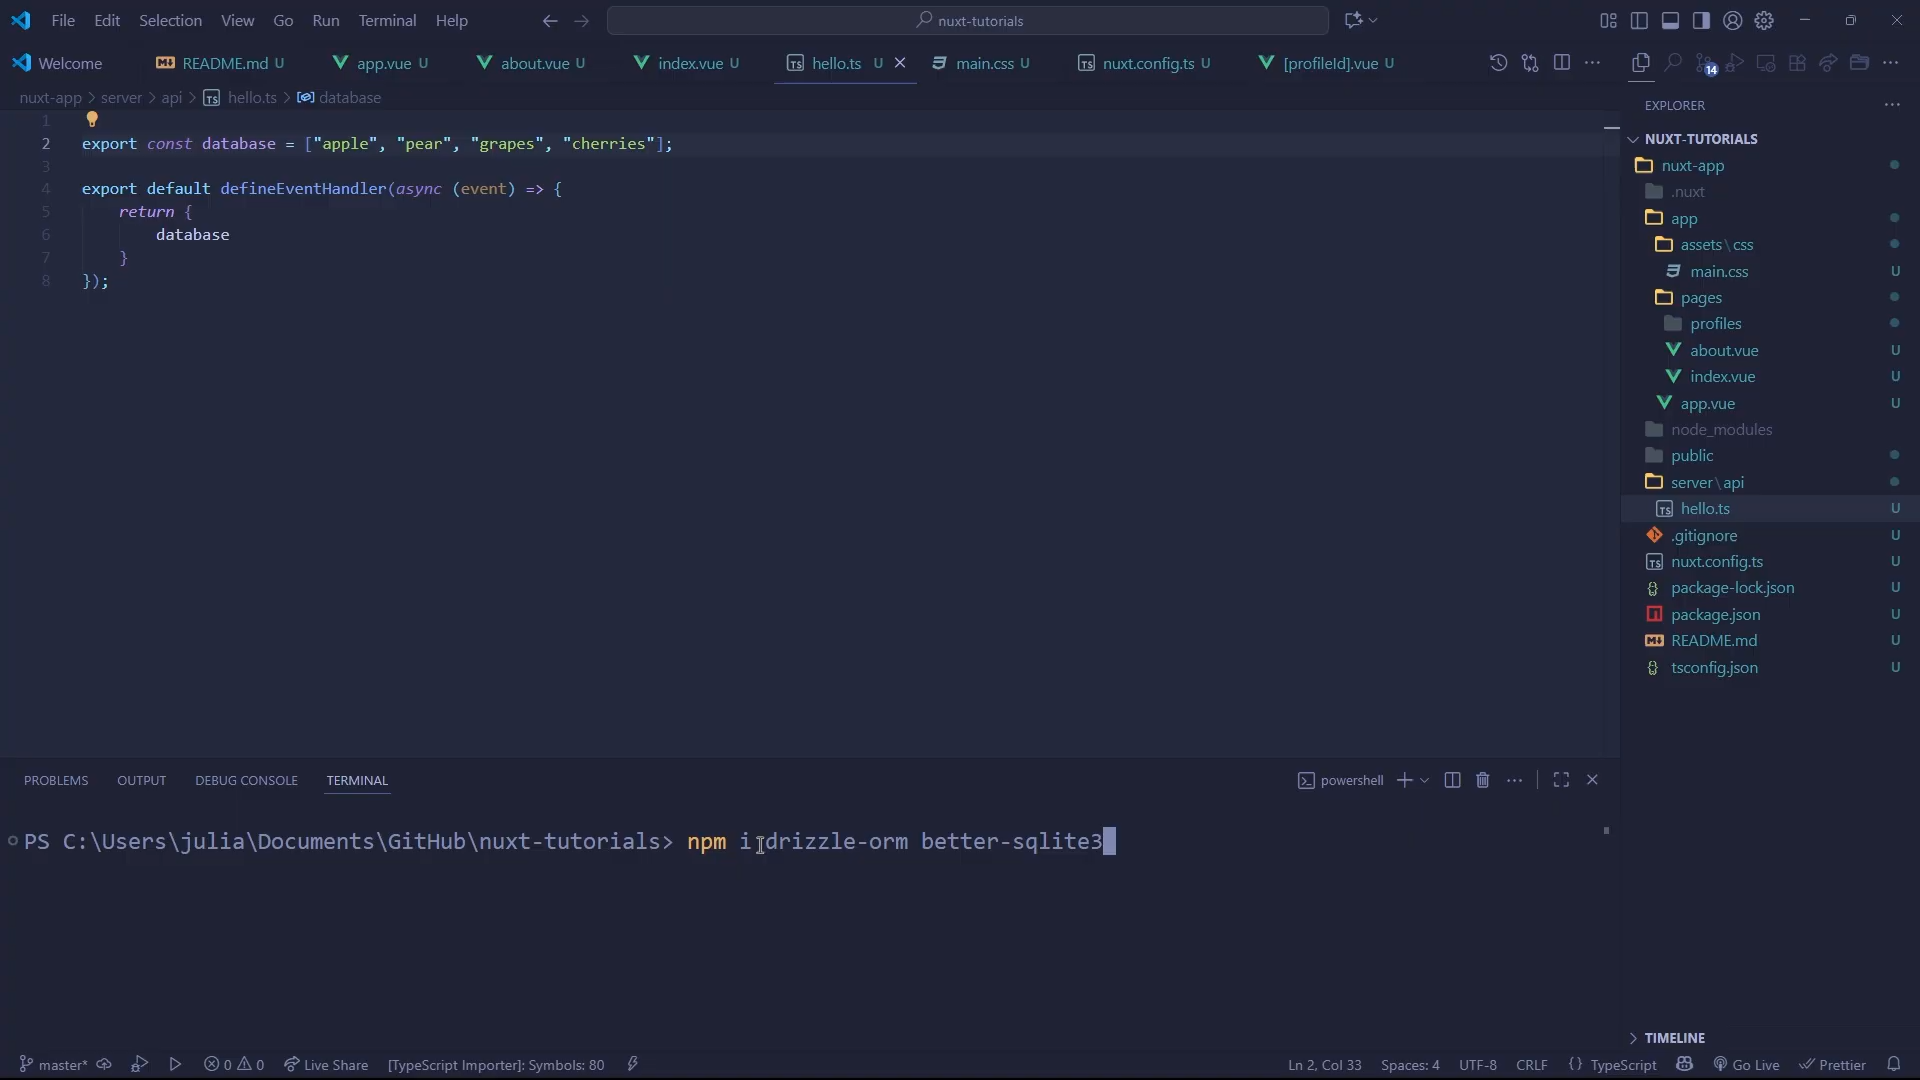 File Edit Selection View Go Run Terminal Help
nuxt-tutorials
Welcome
README.md U
app.vue U
about.vue U
index.vue U
hello.ts U
main.css U
nuxt.config.ts U
[profileId].vue U
14
nuxt-app > server > api > TS hello.ts > database
1
2 export const database = ["apple", "pear", "grapes", "cherries"];
3
4 export default defineEventHandler(async (event) => {
5 return {
6 database
7 }
8 });
EXPLORER
NUXT-TUTORIALS
nuxt-app
.nuxt
app
assets\css
main.css U
pages
profiles
about.vue U
index.vue U
app.vue U
node_modules
public
server\api
hello.ts U
.gitignore U
nuxt.config.ts U
package-lock.json U
package.json U
README.md U
tsconfig.json U
TIMELINE
PROBLEMS OUTPUT DEBUG CONSOLE TERMINAL
powershell
PS C:\Users\julia\Documents\GitHub\nuxt-tutorials> npm i drizzle-orm better-sqlite3
master* 0 0 Live Share [TypeScript Importer]: Symbols: 80
Ln 2, Col 33 Spaces: 4 UTF-8 CRLF {} TypeScript Go Live Prettier